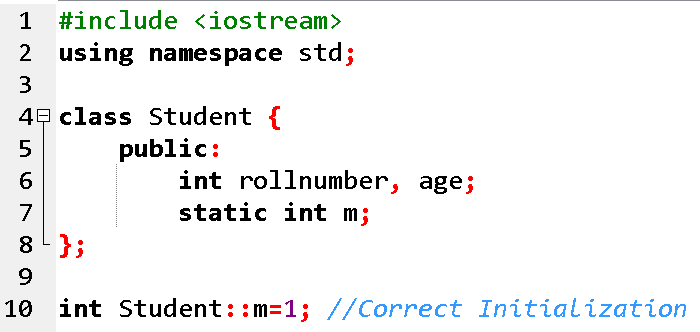 1 #include <iostream>
2 using namespace std;
3
4 class Student {
5 public:
6 int rollnumber, age;
7 static int m;
8 };
9
10 int Student::m=1; //Correct Initialization